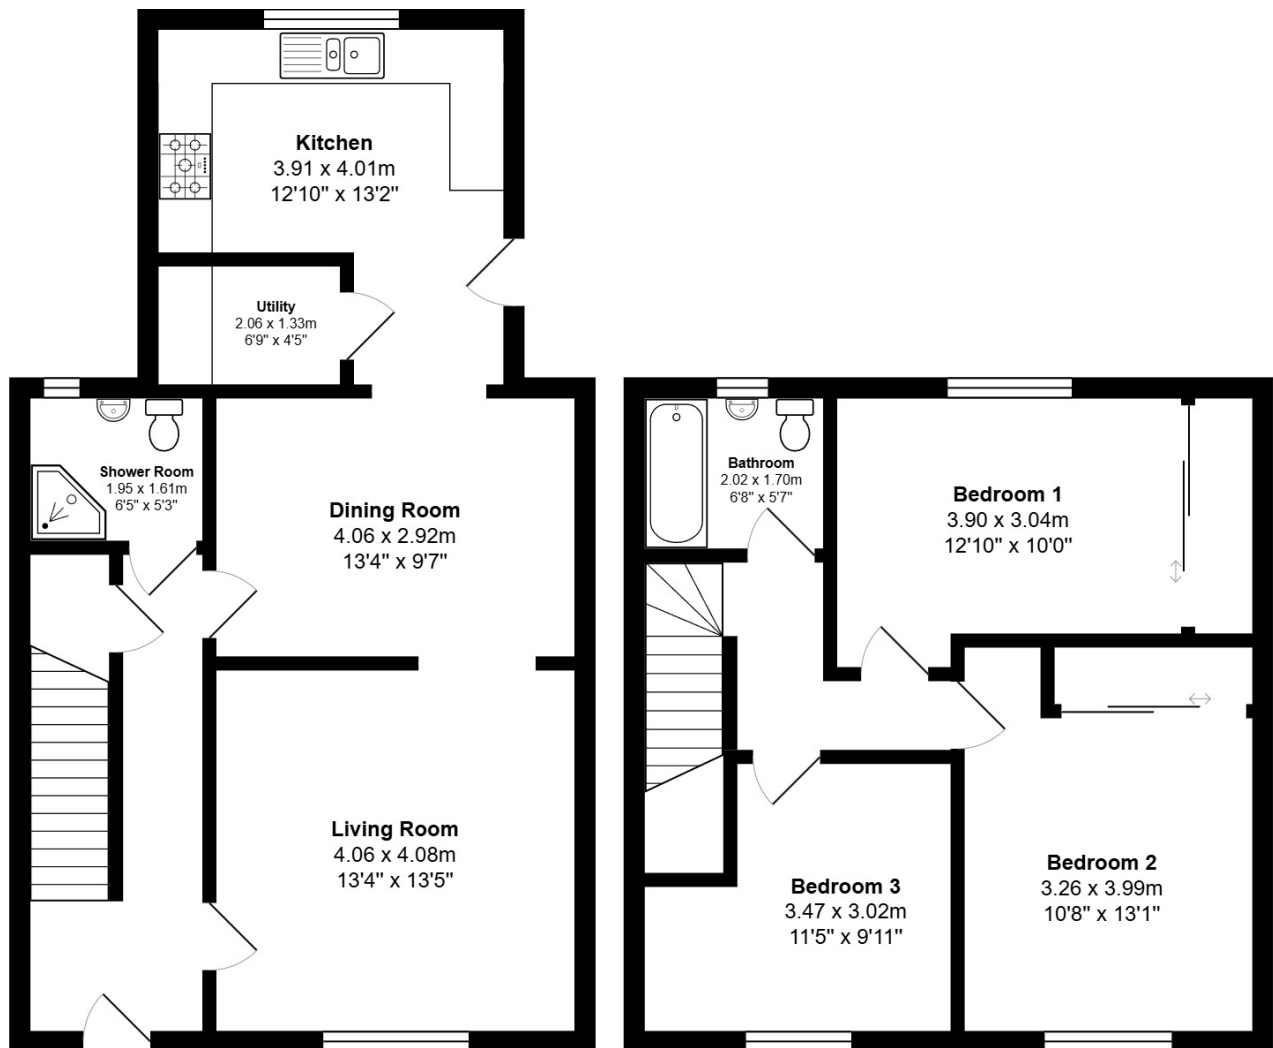 Kitchen
3.91 x 4.01m
12'10" x 13'2"
Utility
2.06 x 1.33m
6'9" x 4'5"
Shower Room
1.95 x 1.61m
6'5" x 5'3"
Dining Room
4.06 x 2.92m
13'4" x 9'7"
Living Room
4.06 x 4.08m
13'4" x 13'5"
Bathroom
2.02 x 1.70m
6'8" x 5'7"
Bedroom 1
3.90 x 3.04m
12'10" x 10'0"
Bedroom 2
3.26 x 3.99m
10'8" x 13'1"
Bedroom 3
3.47 x 3.02m
11'5" x 9'11"